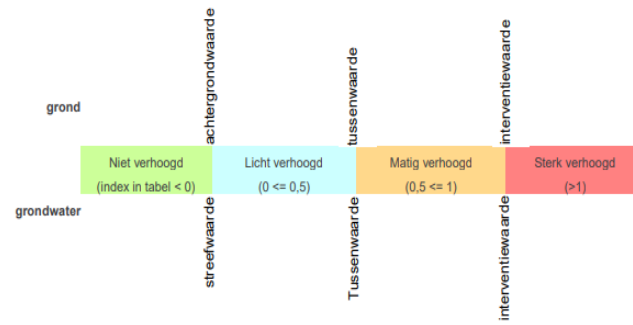 achtergrondwaarde
tussenwaarde
interventiewaarde
grond
Niet verhoogd
(index in tabel < 0)
Licht verhoogd
(0 <= 0,5)
Matig verhoogd
(0,5 <= 1)
Sterk verhoogd
(>1)
grondwater
streefwaarde
Tussenwaarde
interventiewaarde